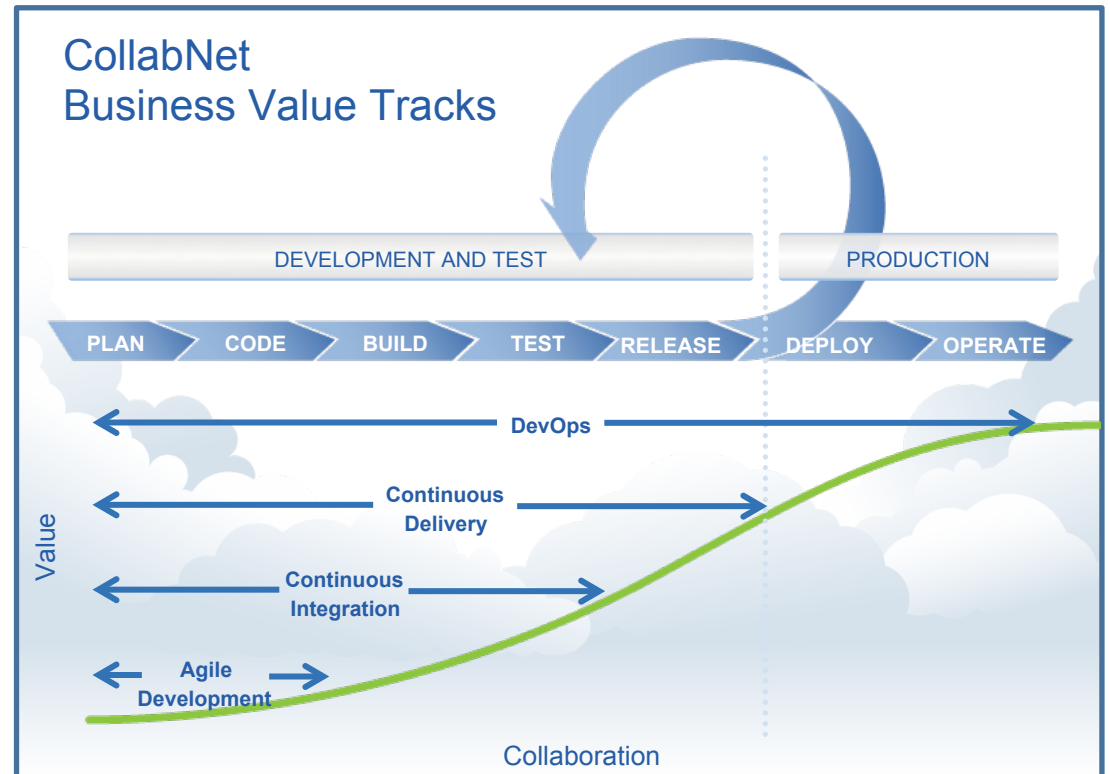 CollabNet
Business Value Tracks
DEVELOPMENT AND TEST
PRODUCTION
PLAN
CODE
BUILD
TEST
RELEASE
DEPLOY
OPERATE
DevOps
Continuous
Delivery
Continuous
Integration
Agile
Development
Value
Collaboration